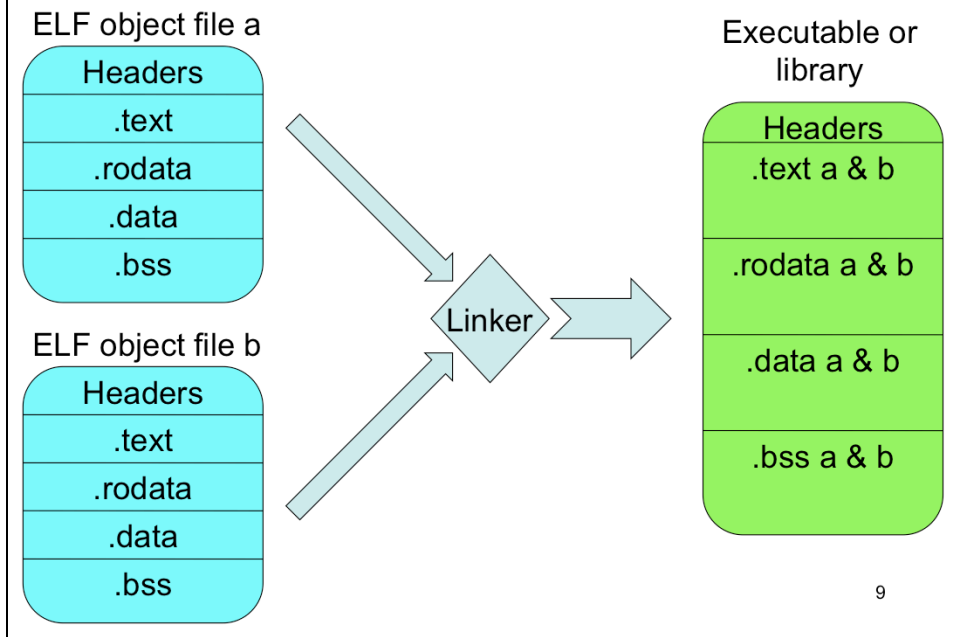 ELF object file a
Headers
.text
.rodata
.data
.bss
ELF object file b
Headers
.text
.rodata
.data
.bss
Linker
Executable or
library
Headers
.text a & b
.rodata a & b
.data a & b
.bss a & b
9